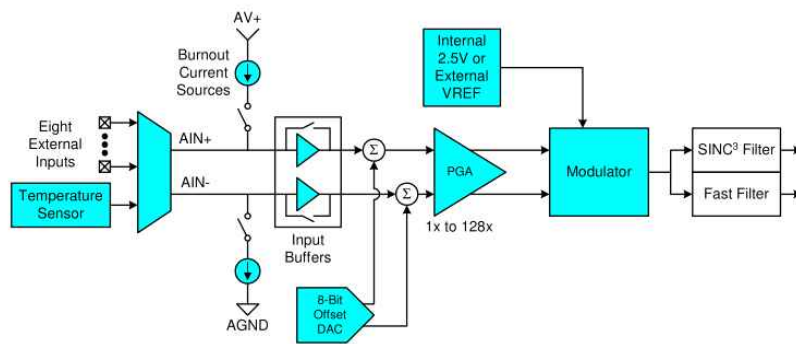 AV+
Burnout
Current
Sources
Internal
2.5V or
External
VREF
Eight
External
Inputs
AIN+
AIN-
Temperature
Sensor
Σ
Σ
PGA
1x to 128x
Modulator
SINC³ Filter
Fast Filter
Input
Buffers
8-Bit
Offset
DAC
AGND